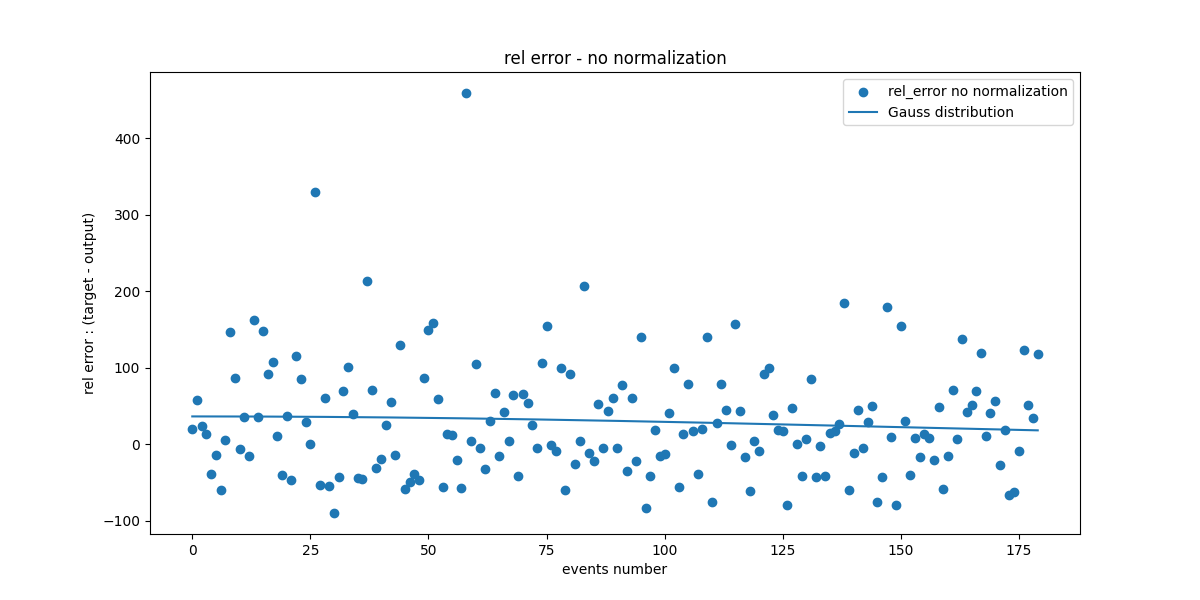 rel error - no normalization
rel_error no normalization
Gauss distribution
400
300
200
100
0
−100
rel error : (target - output)
0 25 50 75 100 125 150 175
events number